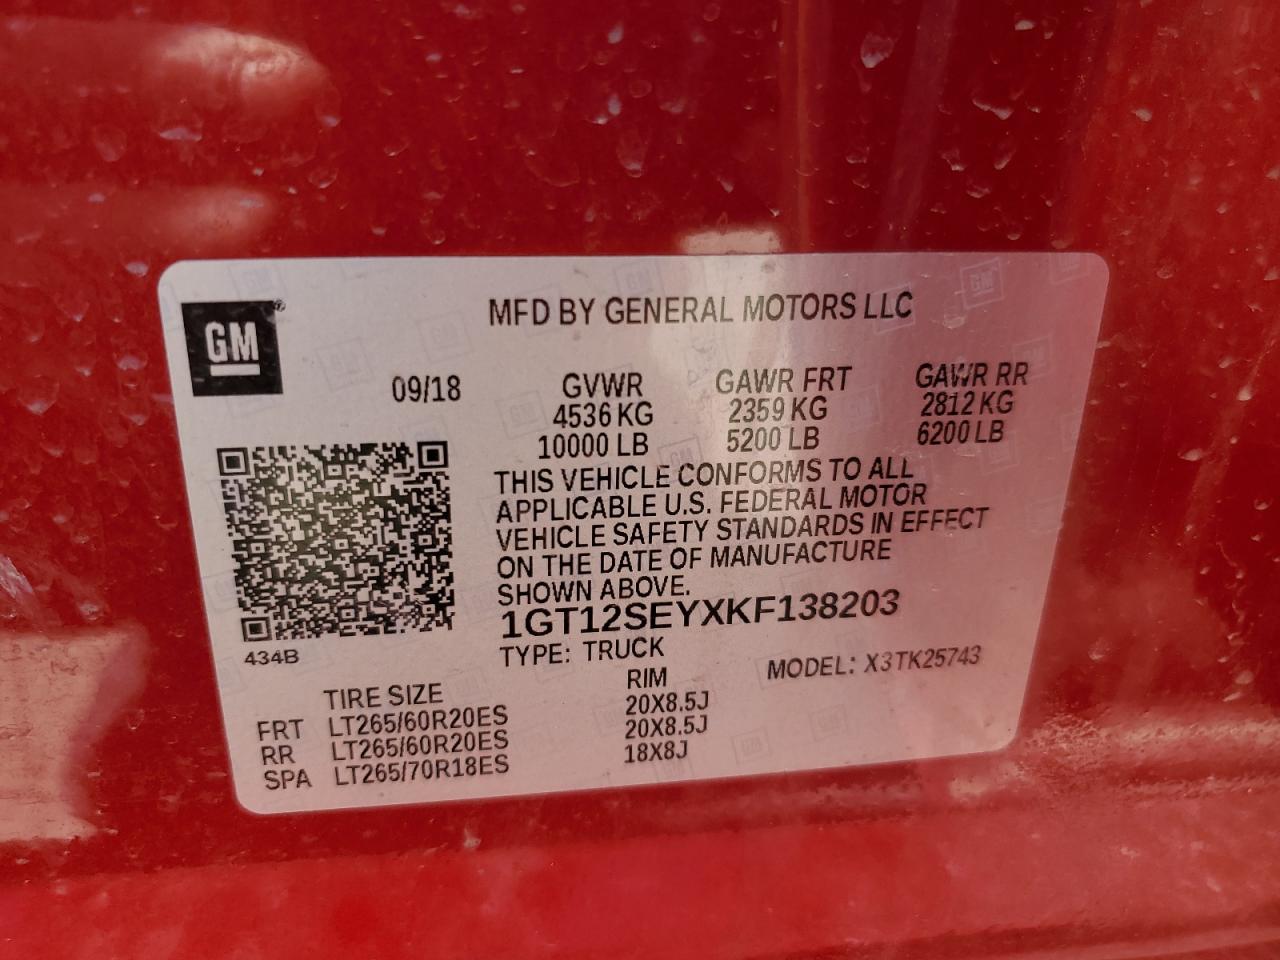 GM
MFD BY GENERAL MOTORS LLC
09/18
GVWR GAWR FRT GAWR RR
4536 KG 2359 KG 2812 KG
10000 LB 5200 LB 6200 LB
THIS VEHICLE CONFORMS TO ALL
APPLICABLE U.S. FEDERAL MOTOR
VEHICLE SAFETY STANDARDS IN EFFECT
ON THE DATE OF MANUFACTURE
SHOWN ABOVE.
1GT12SEYXKF138203
434B
TYPE: TRUCK MODEL: X3TK25743
TIRE SIZE RIM
FRT LT265/60R20ES 20X8.5J
RR LT265/60R20ES 20X8.5J
SPA LT265/70R18ES 18X8J